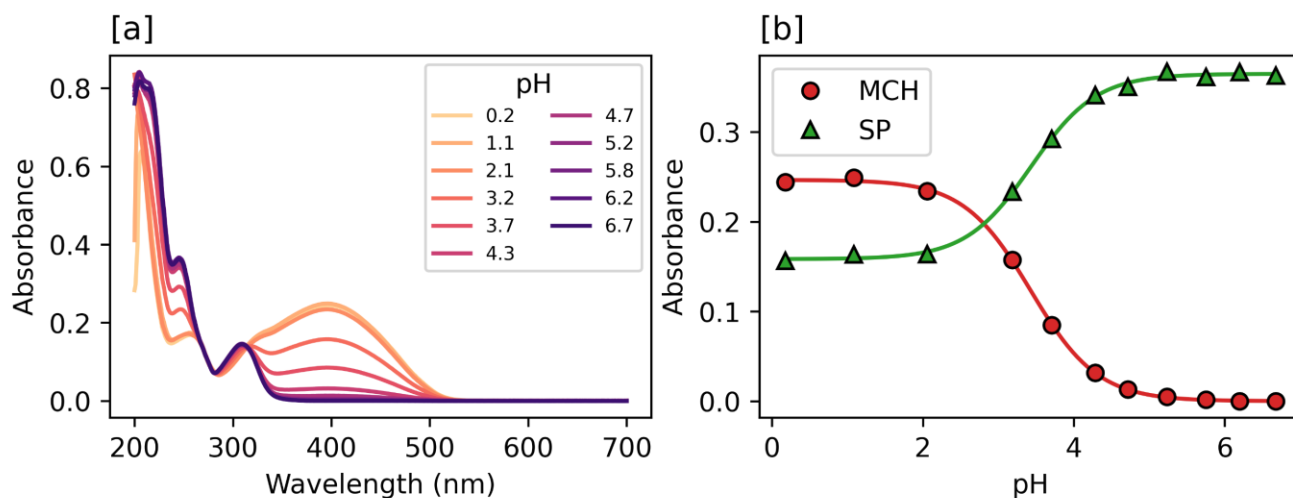 [a]
Absorbance
0.8
0.6
0.4
0.2
0.0
200 300 400 500 600 700
Wavelength (nm)
pH
0.2 4.7
1.1 5.2
2.1 5.8
3.2 6.2
3.7 6.7
4.3
[b]
Absorbance
0.3
0.2
0.1
0.0
0 2 4 6
pH
MCH
SP